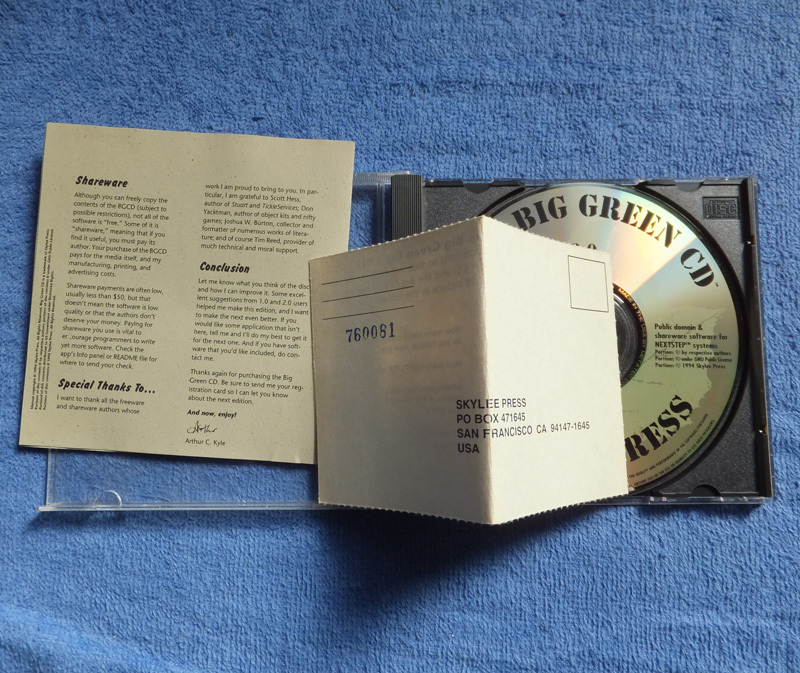 Shareware
Although you can freely copy the
contents of the BGCD (subject to
possible restrictions), not all of the
software is "free." Some of it is
"shareware," meaning that if you
find it useful, you must pay its
author. Your purchase of the BGCD
pays for the media itself, and my
manufacturing, printing, and
advertising costs.
Shareware payments are often low,
usually less than $50, but that
doesn't mean the software is low
quality or that the authors don't
deserve your money. Paying for
shareware you use is vital to
er .ourage programmers to write
yet more software. Check the
app's Info panel or README file for
where to send your check.
Special Thanks To...
I want to thank all the freeware
and shareware authors whose
work I am proud to bring to you. In par-
ticular, I am grateful to Scott Hess,
author of Stuart and TickleServices; Don
Yacktman, author of object kits and nifty
games; Joshua W. Burton, collector and
formatter of numerous works of litera-
ture; and of course Tim Reed, provider of
much technical and moral support.
Conclusion
Let me know what you think of the disc
and how I can improve it. Some excel-
lent suggestions from 1.0 and 2.0 users
helped me make this edition, and I want
to make the next even better. If you
would like some application that isn't
here, tell me and I'll do my best to get it
for the next one. And if you have soft-
ware that you'd like included, do con-
tact me.
Thanks again for purchasing the Big
Green CD. Be sure to send me your reg-
istration card so I can let you know
about the next edition.
And now, enjoy!
Arthur
Arthur C. Kyle
760081
SKYLEE PRESS
PO BOX 471645
SAN FRANCISCO CA 94147-1645
USA
BIG GREEN CD™
Public domain &
shareware software for
NEXTSTEP™ systems
Portions © by respective authors
Portions © under GNU Public License
Portions © 1994 Skylee Press
RESS
DISC